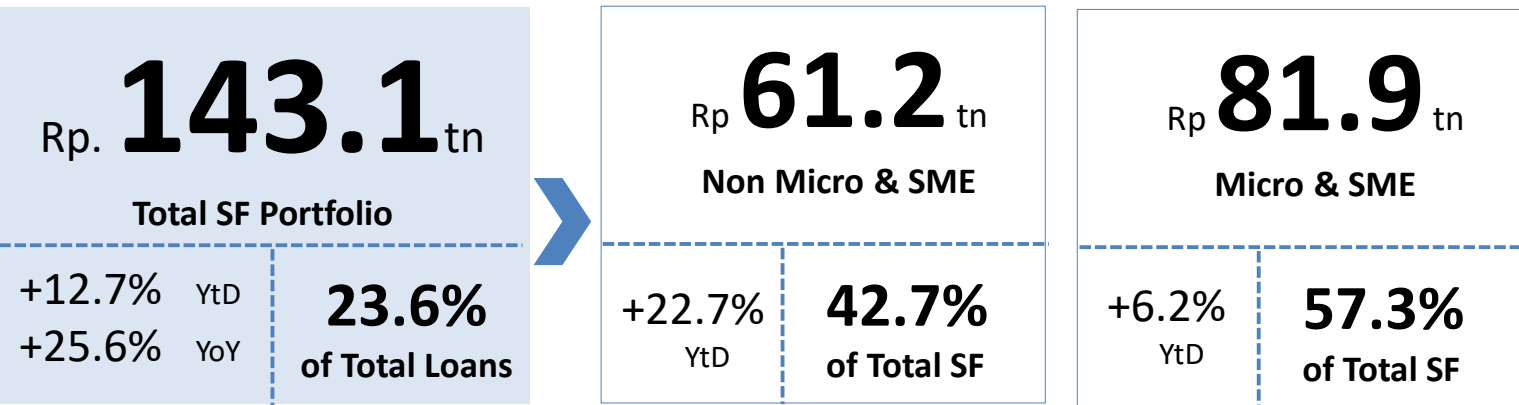 Rp. 143.1 tn
Total SF Portfolio
+12.7% YtD
+25.6% YoY
23.6%
of Total Loans
Rp 61.2 tn
Non Micro & SME
+22.7%
YtD
42.7%
of Total SF
Rp 81.9 tn
Micro & SME
+6.2%
YtD
57.3%
of Total SF